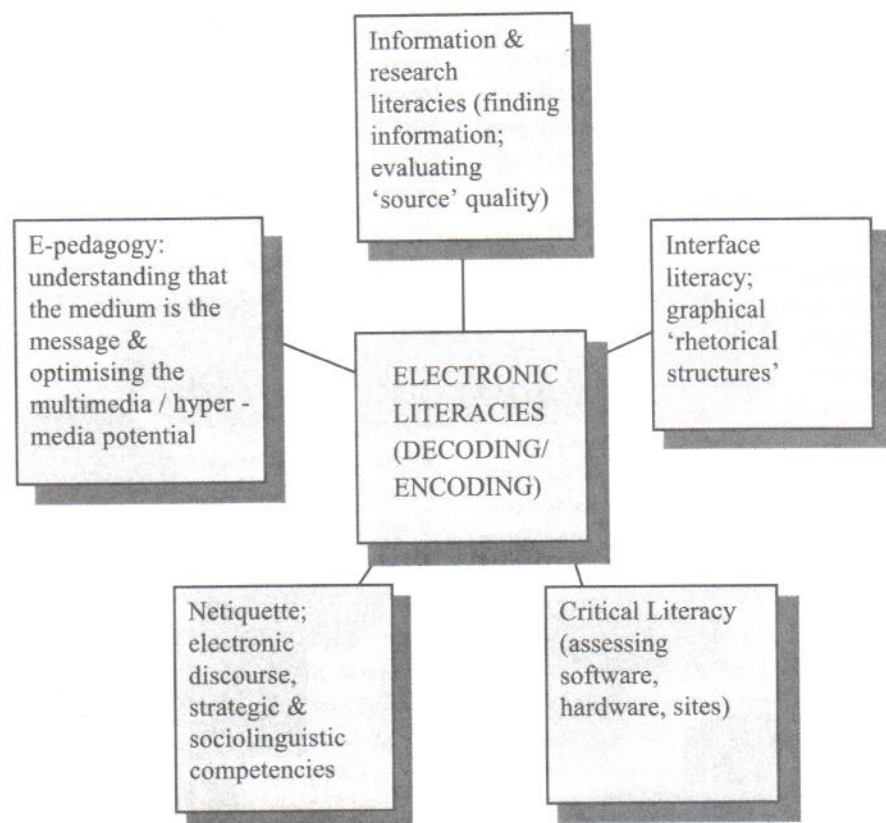 Information &
research
literacies (finding
information;
evaluating
‘source’ quality)
E-pedagogy:
understanding that
the medium is the
message &
optimising the
multimedia / hyper -
media potential
Interface
literacy;
graphical
‘rhetorical
structures’
ELECTRONIC
LITERACIES
(DECODING/
ENCODING)
Netiquette;
electronic
discourse,
strategic &
sociolinguistic
competencies
Critical Literacy
(assessing
software,
hardware, sites)